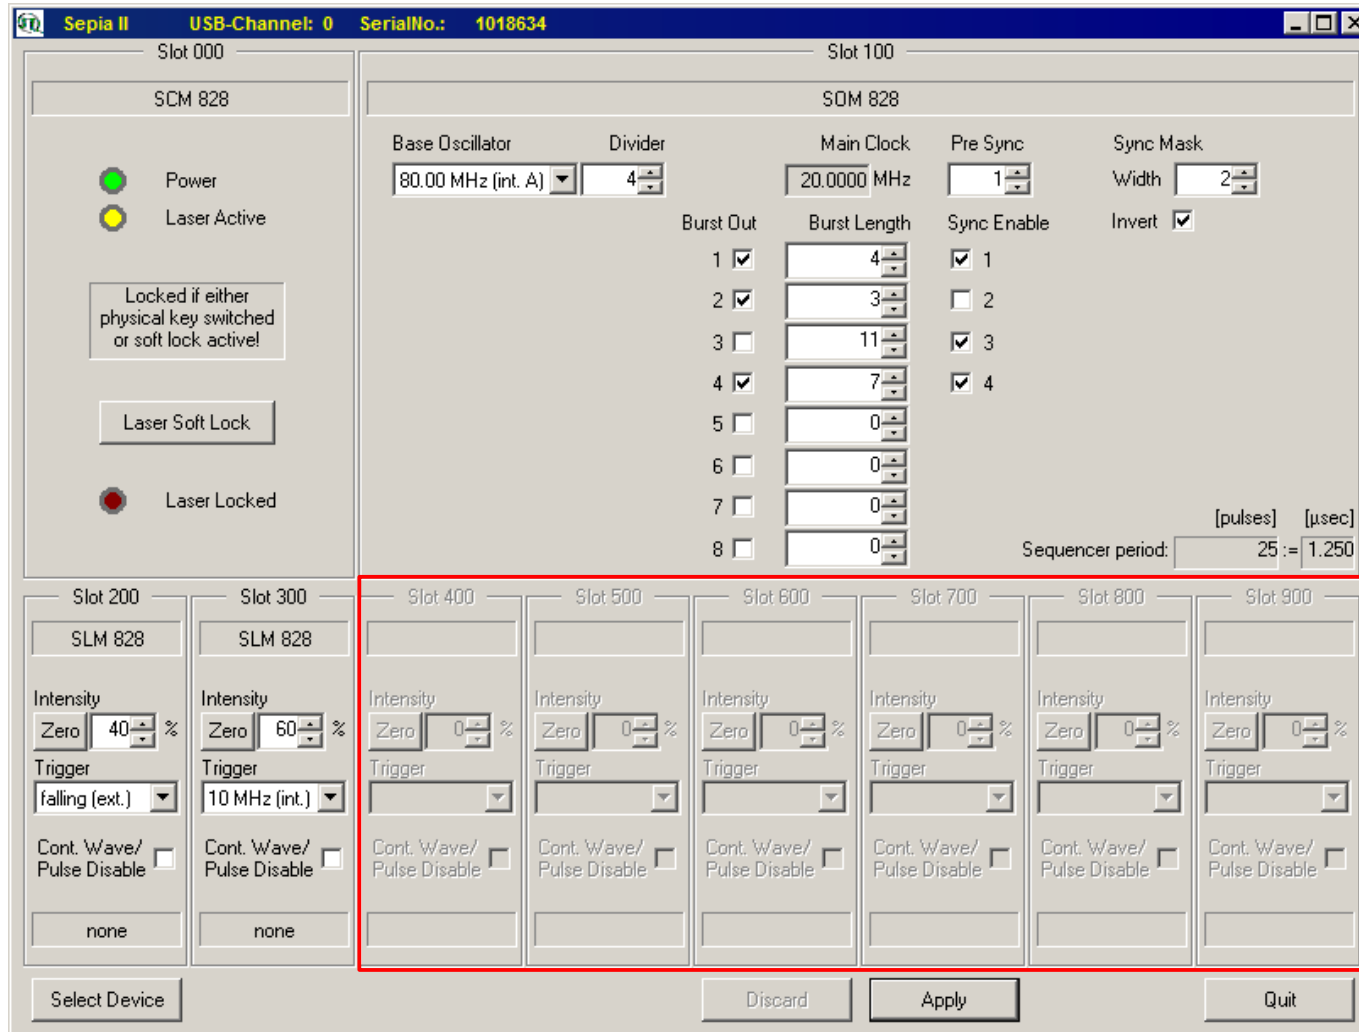 Sepia II USB-Channel: 0 SerialNo.: 1018634
Slot 000
SCM 828
Power
Laser Active
Locked if either
physical key switched
or soft lock active!
Laser Soft Lock
Laser Locked
Slot 100
SOM 828
Base Oscillator Divider Main Clock Pre Sync Sync Mask
80.00 MHz (int. A) 4 20.0000 MHz 1 Width 2
Burst Out Burst Length Sync Enable Invert
1 4 1
2 3 2
3 11 3
4 7 4
5 0
6 0
7 0
8 0
[pulses] [µsec]
Sequencer period: 25 := 1.250
Slot 200 Slot 300 Slot 400 Slot 500 Slot 600 Slot 700 Slot 800 Slot 900
SLM 828 SLM 828
Intensity Intensity Intensity Intensity Intensity Intensity Intensity Intensity
Zero 40 % Zero 60 % Zero 0 % Zero 0 % Zero 0 % Zero 0 % Zero 0 % Zero 0 %
Trigger Trigger Trigger Trigger Trigger Trigger Trigger Trigger
falling (ext.) 10 MHz (int.)
Cont. Wave/ Cont. Wave/ Cont. Wave/ Cont. Wave/ Cont. Wave/ Cont. Wave/ Cont. Wave/ Cont. Wave/
Pulse Disable Pulse Disable Pulse Disable Pulse Disable Pulse Disable Pulse Disable Pulse Disable Pulse Disable
none none
Select Device Discard Apply Quit